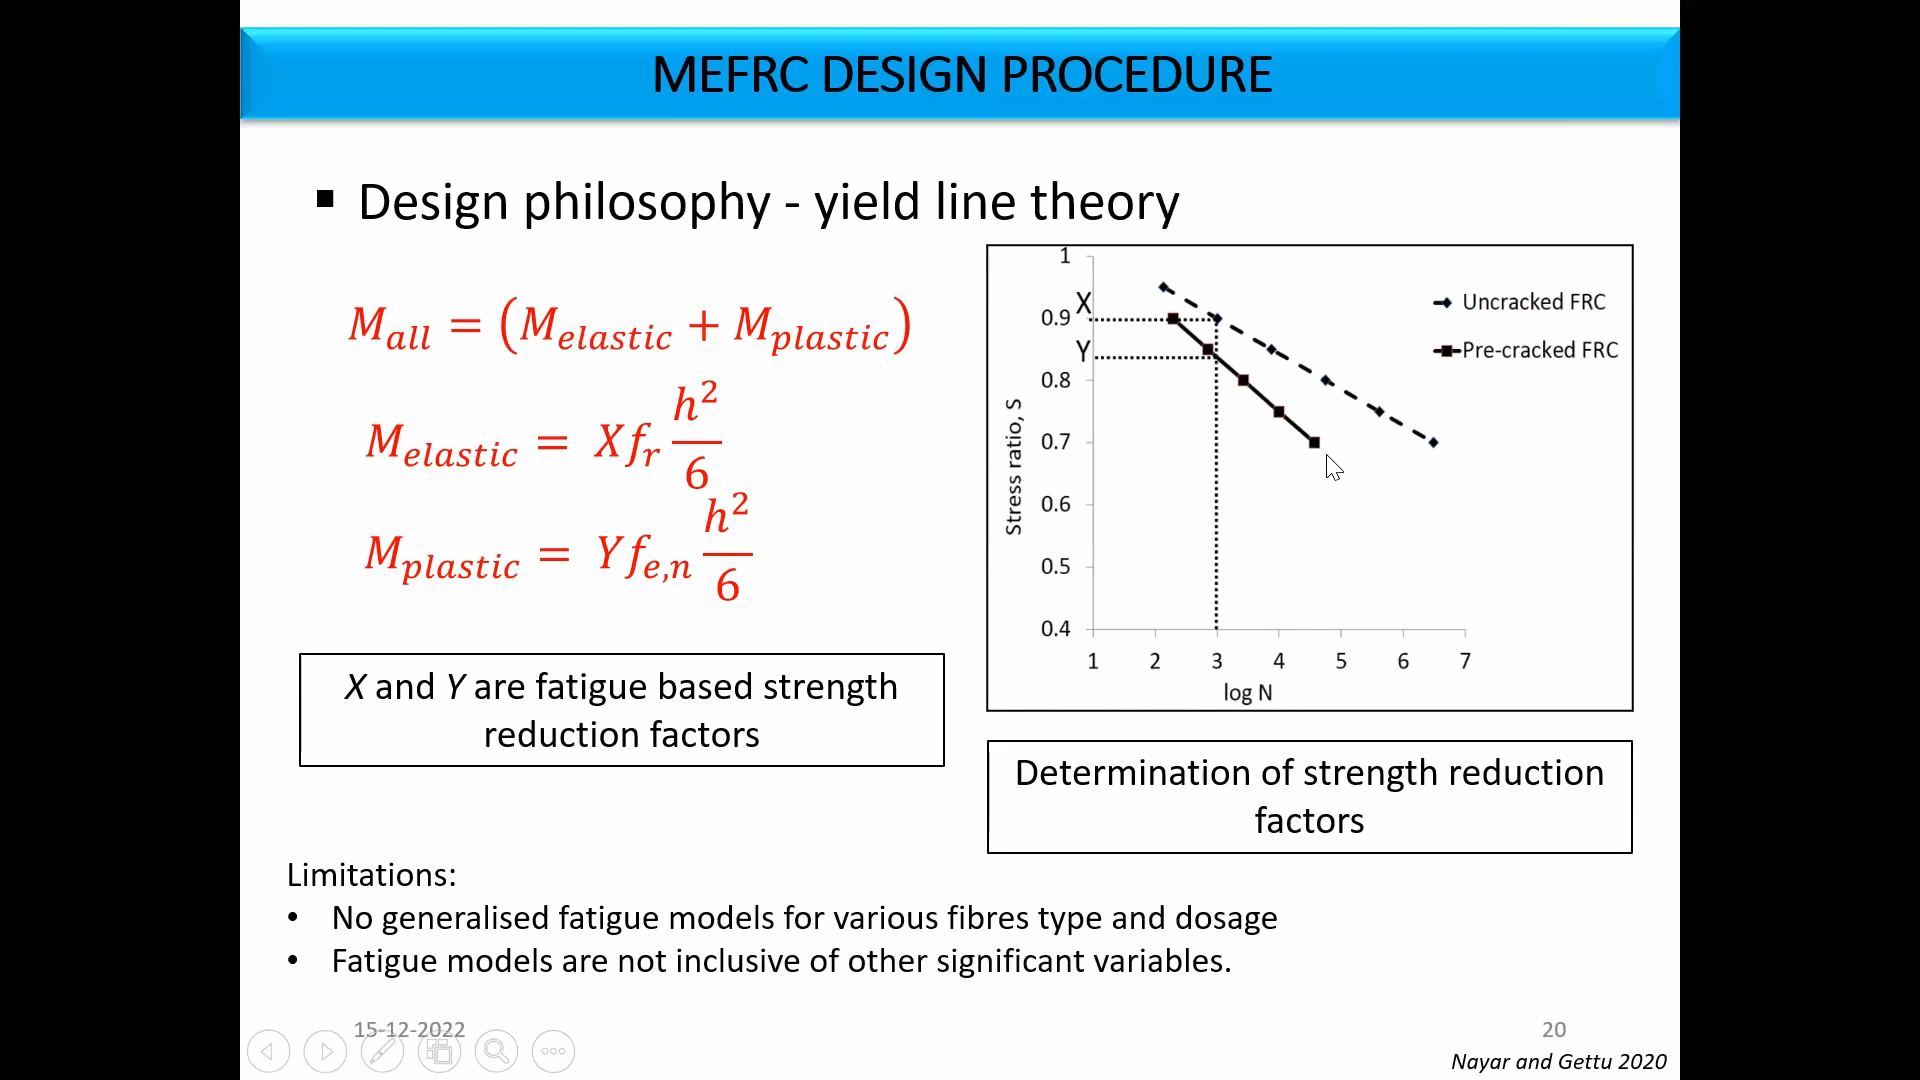 MEFRC DESIGN PROCEDURE
▪ Design philosophy - yield line theory
M_all = (M_elastic + M_plastic)
M_elastic = X f_r h²/6
M_plastic = Y f_e,n h²/6
X and Y are fatigue based strength
reduction factors
1
X
0.9
Y
0.8
0.7
0.6
0.5
0.4
Stress ratio, S
1 2 3 4 5 6 7
log N
Uncracked FRC
Pre-cracked FRC
Determination of strength reduction
factors
Limitations:
• No generalised fatigue models for various fibres type and dosage
• Fatigue models are not inclusive of other significant variables.
15-12-2022
20
Nayar and Gettu 2020